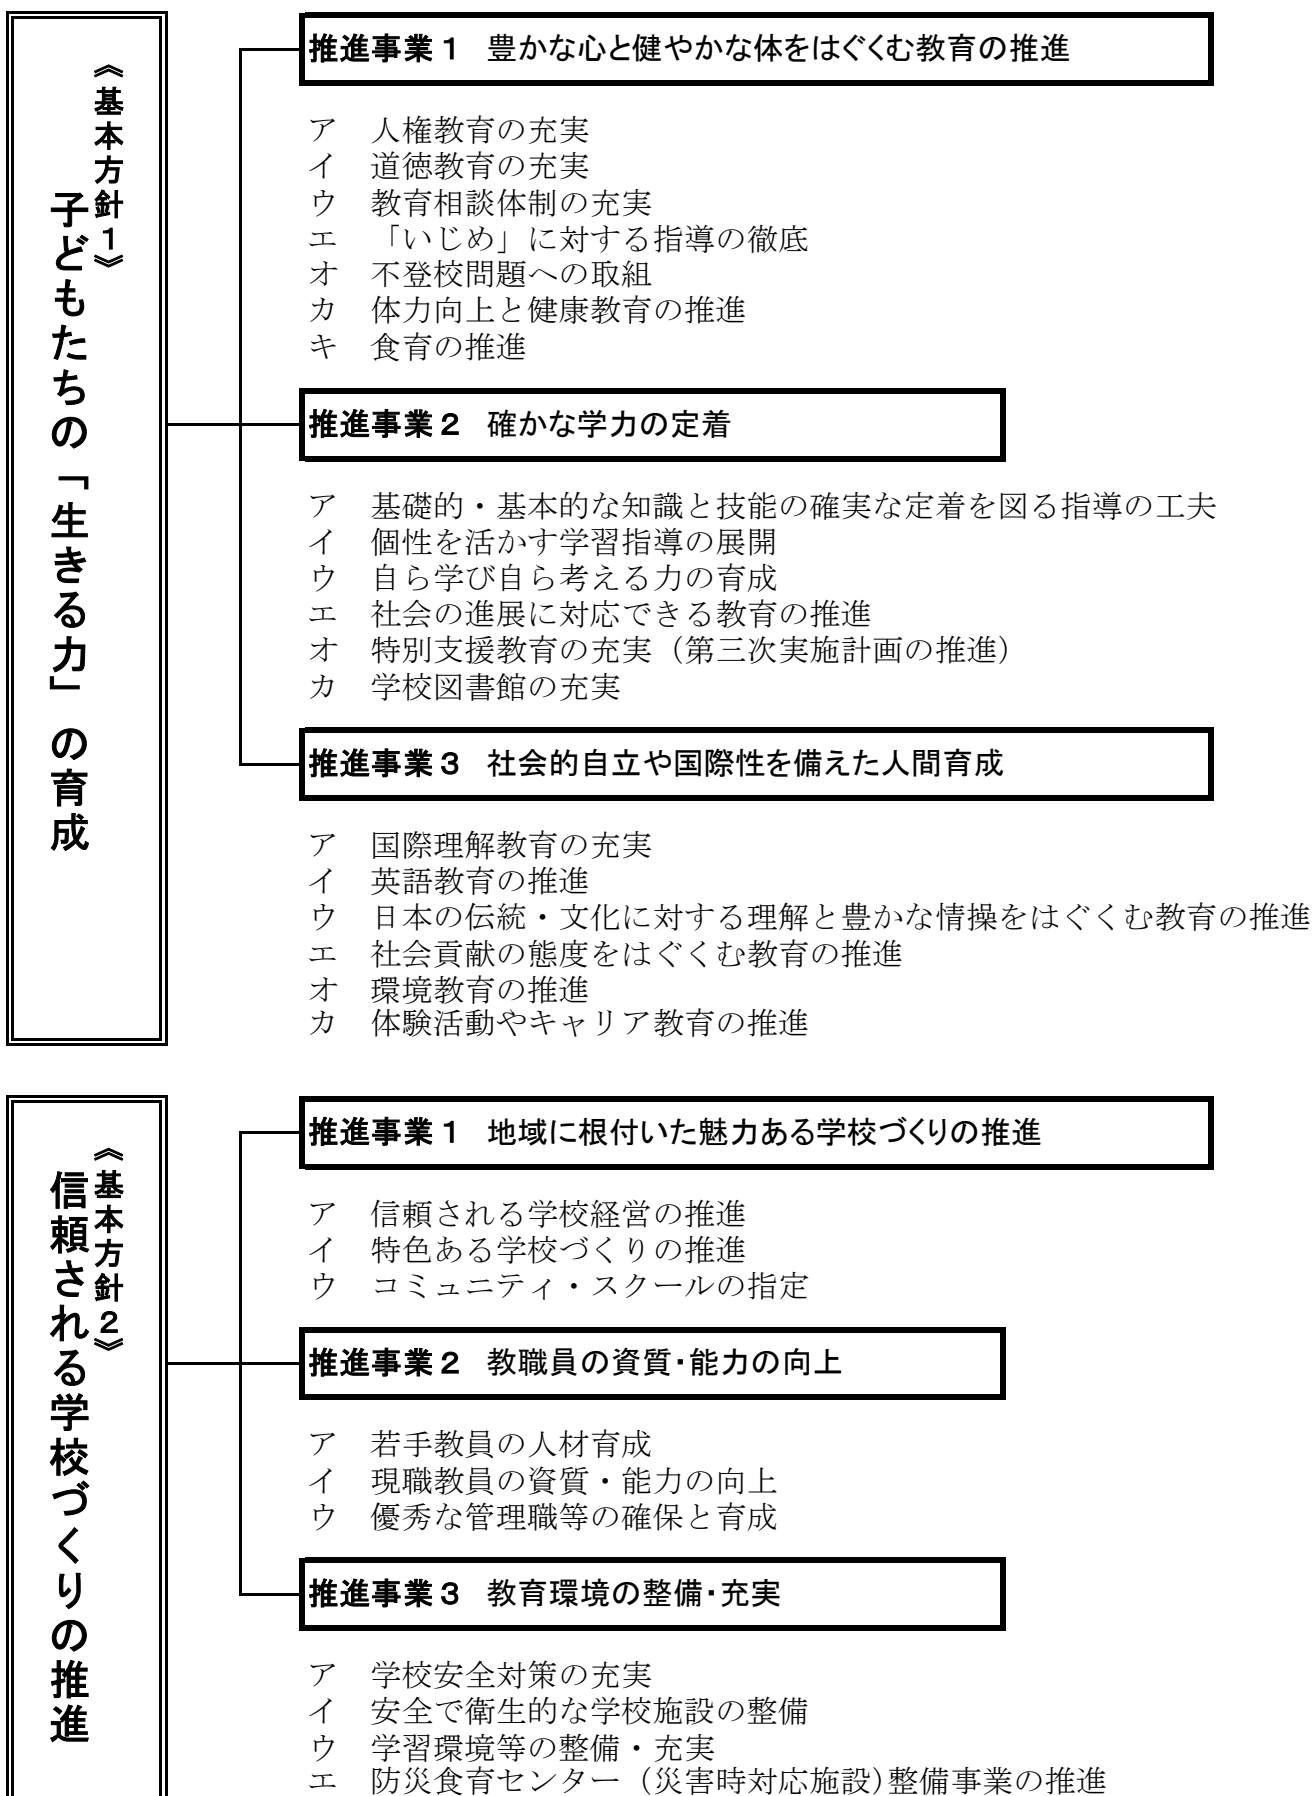 《基本方針１》
子どもたちの「生きる力」の育成
推進事業１ 豊かな心と健やかな体をはぐくむ教育の推進
ア 人権教育の充実
イ 道徳教育の充実
ウ 教育相談体制の充実
エ 「いじめ」に対する指導の徹底
オ 不登校問題への取組
カ 体力向上と健康教育の推進
キ 食育の推進
推進事業２ 確かな学力の定着
ア 基礎的・基本的な知識と技能の確実な定着を図る指導の工夫
イ 個性を活かす学習指導の展開
ウ 自ら学び自ら考える力の育成
エ 社会の進展に対応できる教育の推進
オ 特別支援教育の充実（第三次実施計画の推進）
カ 学校図書館の充実
推進事業３ 社会的自立や国際性を備えた人間育成
ア 国際理解教育の充実
イ 英語教育の推進
ウ 日本の伝統・文化に対する理解と豊かな情操をはぐくむ教育の推進
エ 社会貢献の態度をはぐくむ教育の推進
オ 環境教育の推進
カ 体験活動やキャリア教育の推進
《基本方針２》
信頼される学校づくりの推進
推進事業１ 地域に根付いた魅力ある学校づくりの推進
ア 信頼される学校経営の推進
イ 特色ある学校づくりの推進
ウ コミュニティ・スクールの指定
推進事業２ 教職員の資質・能力の向上
ア 若手教員の人材育成
イ 現職教員の資質・能力の向上
ウ 優秀な管理職等の確保と育成
推進事業３ 教育環境の整備・充実
ア 学校安全対策の充実
イ 安全で衛生的な学校施設の整備
ウ 学習環境等の整備・充実
エ 防災食育センター（災害時対応施設）整備事業の推進